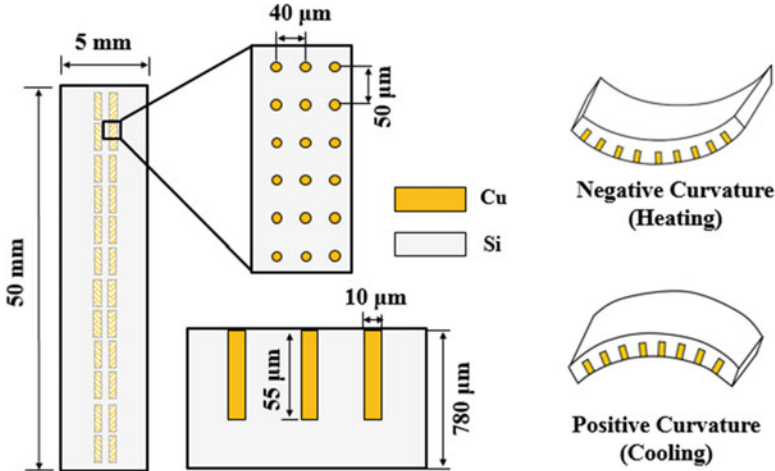 40 μm
5 mm
50 μm
50 mm
Cu
Si
10 μm
55 μm
780 μm
Negative Curvature
(Heating)
Positive Curvature
(Cooling)